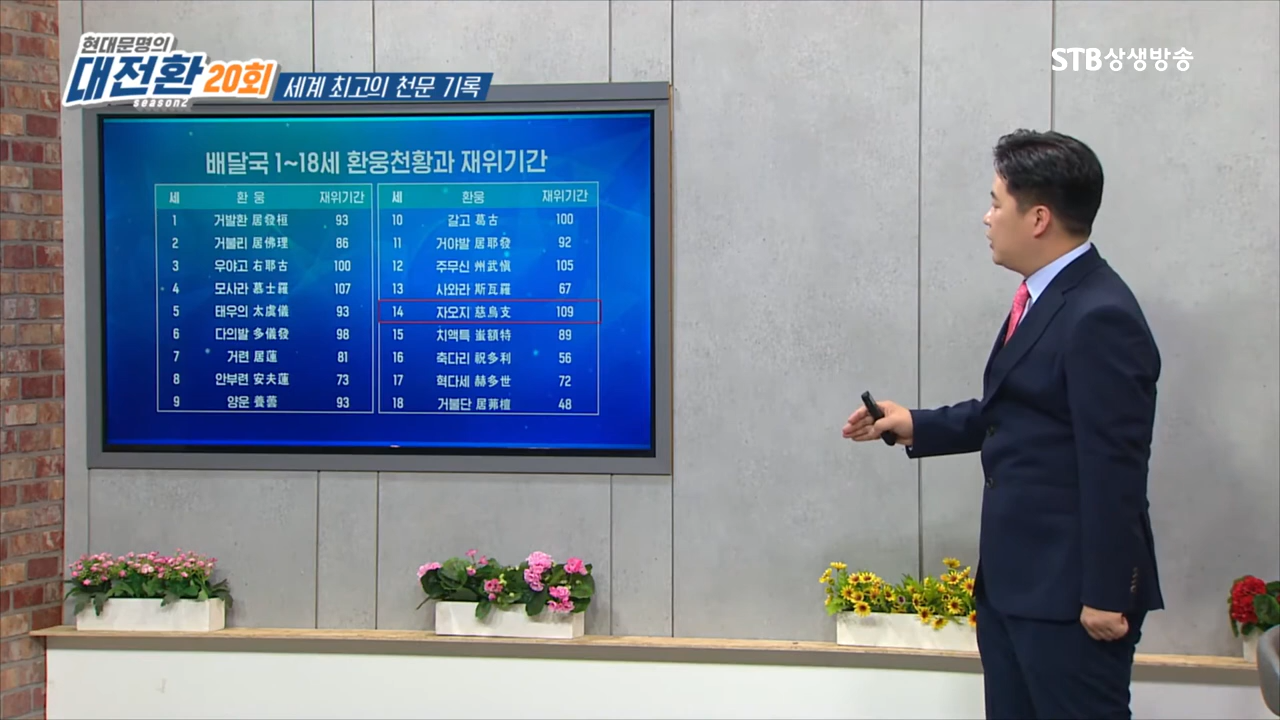 현대문명의
대전환 20회
season2
세계 최고의 천문 기록
STB상생방송
배달국 1~18세 환웅천황과 재위기간
세 환 웅 재위기간
1 거발환 居發桓 93
2 거불리 居佛理 86
3 우야고 右耶古 100
4 모사라 慕士羅 107
5 태우의 太虞儀 93
6 다의발 多儀發 98
7 거련 居蓮 81
8 안부련 安夫蓮 73
9 양운 養雲 93
세 환웅 재위기간
10 갈고 葛古 100
11 거야발 居耶發 92
12 주무신 州武愼 105
13 사와라 斯瓦羅 67
14 자오지 慈烏支 109
15 치액특 蚩額特 89
16 축다리 祝多利 56
17 혁다세 赫多世 72
18 거불단 居弗檀 48